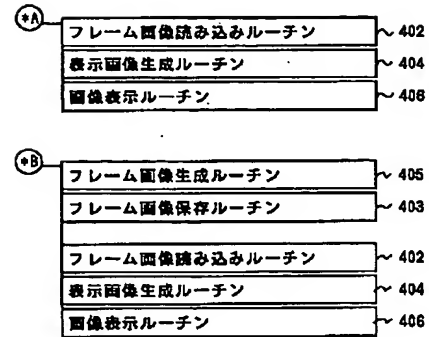 *A
フレーム画像読み込みルーチン 402
表示画像生成ルーチン 404
画像表示ルーチン 406
*B
フレーム画像生成ルーチン 405
フレーム画像保存ルーチン 403
フレーム画像読み込みルーチン 402
表示画像生成ルーチン 404
画像表示ルーチン 406